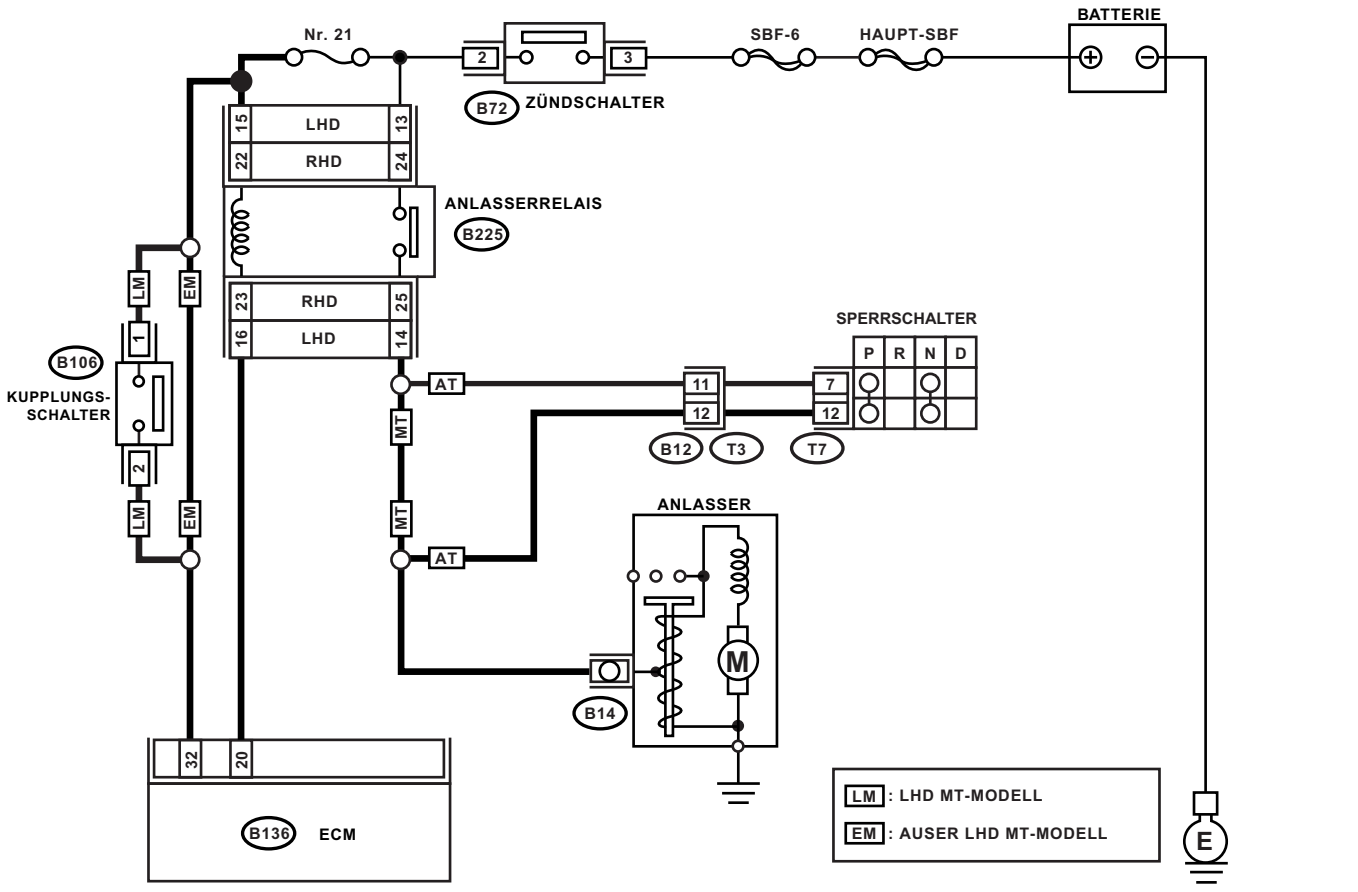 BATTERIE
Nr. 21
SBF-6
HAUPT-SBF
2
3
+
−
B72
ZÜNDSCHALTER
15
LHD
13
22
RHD
24
ANLASSERRELAIS
B225
LM
EM
23
RHD
25
16
LHD
14
1
B106
KUPPLUNGS-
SCHALTER
2
LM
EM
SPERRSCHALTER
P R N D
AT
11
7
12
12
MT
B12
T3
T7
MT
AT
ANLASSER
M
B14
32
20
B136
ECM
LM : LHD MT-MODELL
EM : AUSER LHD MT-MODELL
E